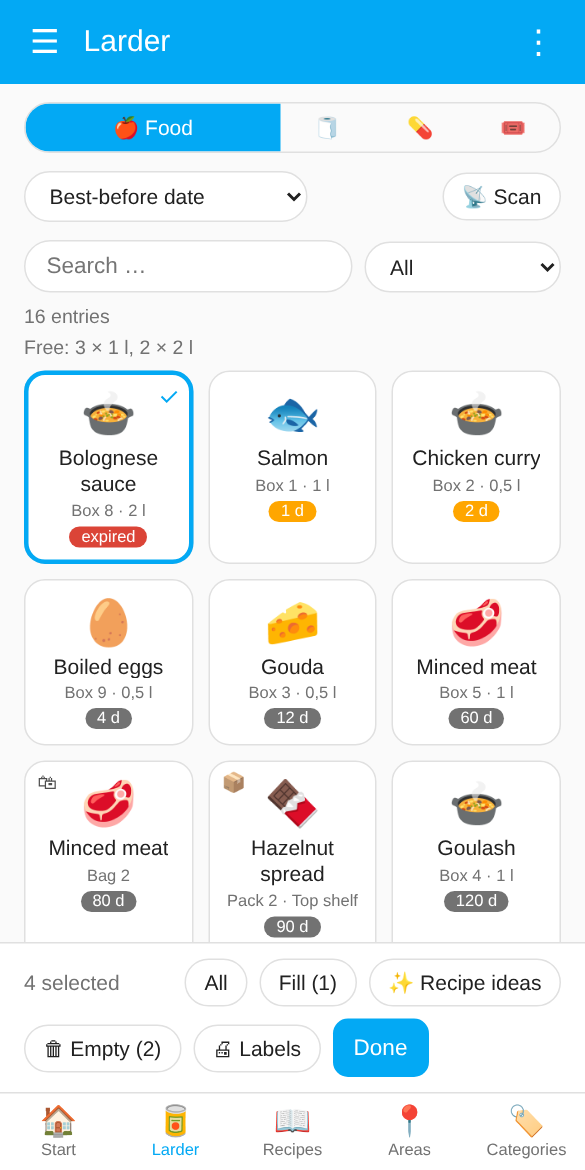 Larder
Food
Best-before date
Scan
Search …
All
16 entries
Free: 3 × 1 l, 2 × 2 l
Bolognese
sauce
Box 8 · 2 l
expired
Salmon
Box 1 · 1 l
1 d
Chicken curry
Box 2 · 0,5 l
2 d
Boiled eggs
Box 9 · 0,5 l
4 d
Gouda
Box 3 · 0,5 l
12 d
Minced meat
Box 5 · 1 l
60 d
Minced meat
Bag 2
80 d
Hazelnut
spread
Pack 2 · Top shelf
90 d
Goulash
Box 4 · 1 l
120 d
4 selected
All
Fill (1)
Recipe ideas
Empty (2)
Labels
Done
Start
Larder
Recipes
Areas
Categories